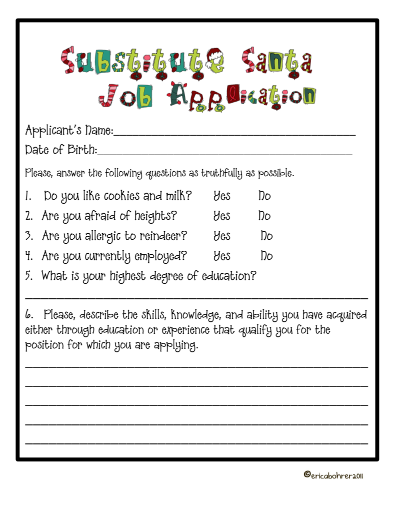 Substitute Santa
Job Application
Applicant's Name:
Date of Birth:
Please, answer the following questions as truthfully as possible.
1. Do you like cookies and milk? Yes No
2. Are you afraid of heights? Yes No
3. Are you allergic to reindeer? Yes No
4. Are you currently employed? Yes No
5. What is your highest degree of education?
6. Please, describe the skills, knowledge, and ability you have acquired
either through education or experience that qualify you for the
position for which you are applying.
©ericabohrer2011